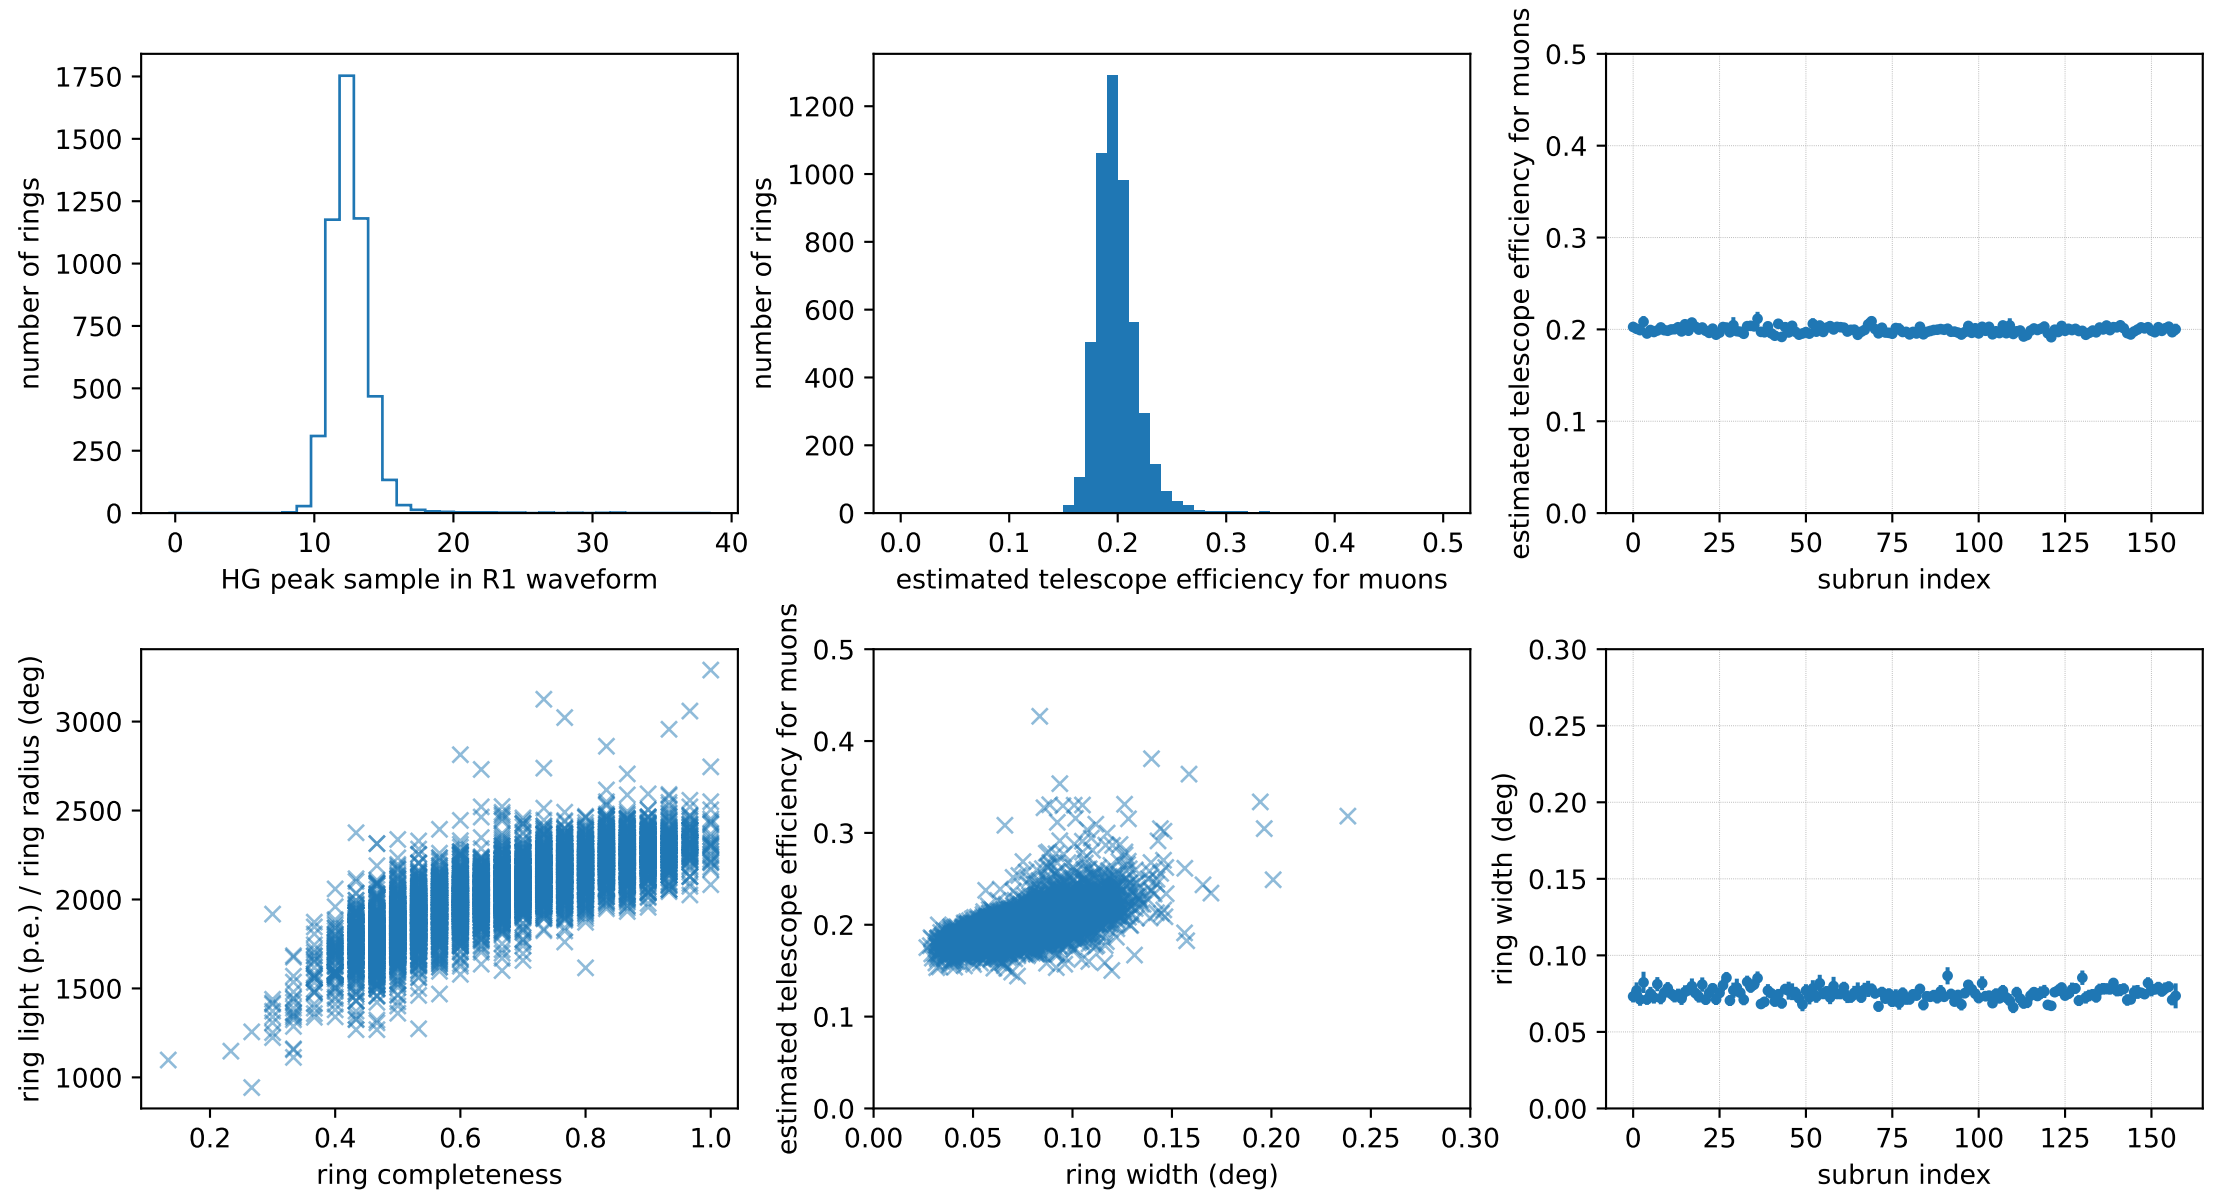 number of rings
1750
1500
1250
1000
750
500
250
0
0 10 20 30 40
HG peak sample in R1 waveform
number of rings
1200
1000
800
600
400
200
0
0.0 0.1 0.2 0.3 0.4 0.5
estimated telescope efficiency for muons
estimated telescope efficiency for muons
0.5
0.4
0.3
0.2
0.1
0.0
0 25 50 75 100 125 150
subrun index
ring light (p.e.) / ring radius (deg)
3000
2500
2000
1500
1000
0.2 0.4 0.6 0.8 1.0
ring completeness
estimated telescope efficiency for muons
0.5
0.4
0.3
0.2
0.1
0.0
0.00 0.05 0.10 0.15 0.20 0.25 0.30
ring width (deg)
ring width (deg)
0.30
0.25
0.20
0.15
0.10
0.05
0.00
0 25 50 75 100 125 150
subrun index